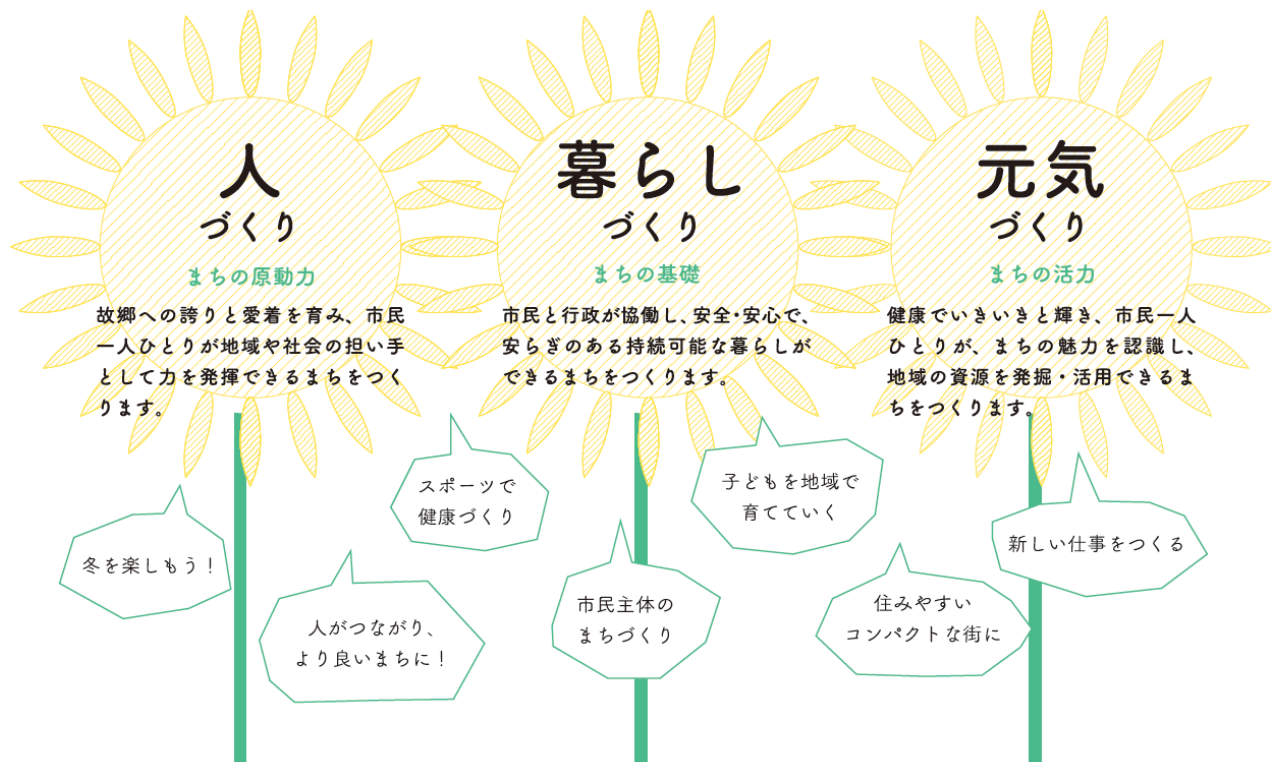 人
づくり
まちの原動力
故郷への誇りと愛着を育み、市民
一人ひとりが地域や社会の担い手
として力を発揮できるまちをつく
ります。
暮らし
づくり
まちの基礎
市民と行政が協働し、安全・安心で、
安らぎのある持続可能な暮らしが
できるまちをつくります。
元気
づくり
まちの活力
健康でいきいきと輝き、市民一人
ひとりが、まちの魅力を認識し、
地域の資源を発掘・活用できるま
ちをつくります。
冬を楽しもう！
人がつながり、
より良いまちに！
スポーツで
健康づくり
市民主体の
まちづくり
子どもを地域で
育てていく
住みやすい
コンパクトな街に
新しい仕事をつくる